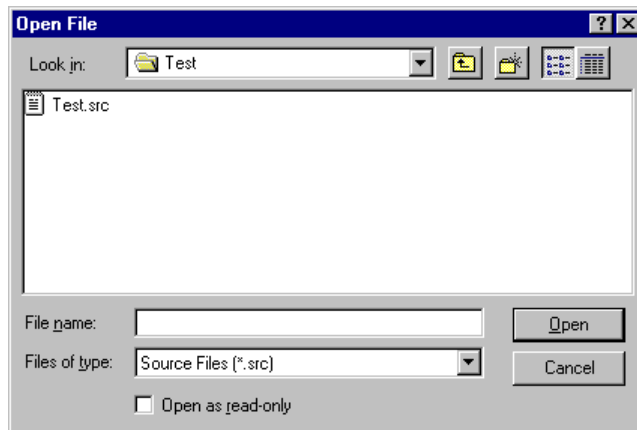 Open File
Look in: Test
Test.src
File name: Open
Files of type: Source Files (*.src) Cancel
Open as read-only